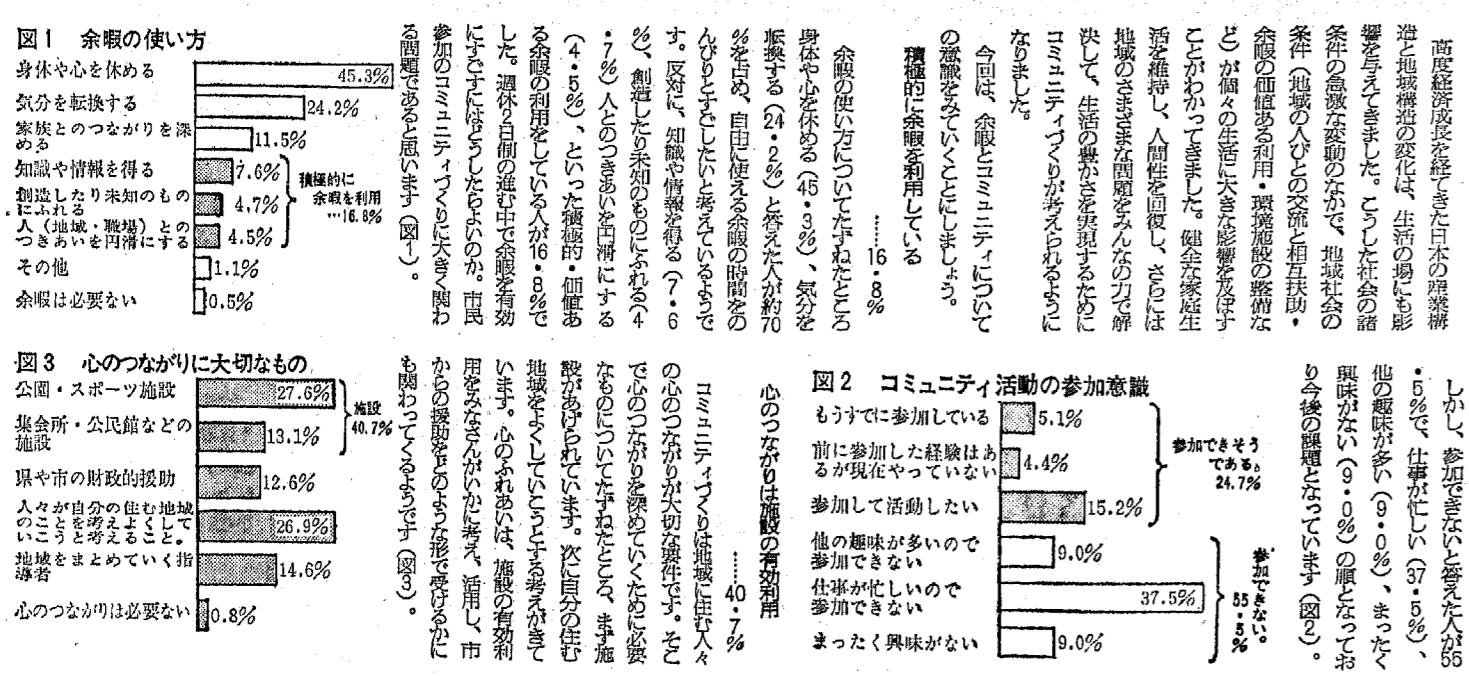 高度経済成長を経てきた日本の産業構
造と地域構造の変化は、生活の場にも影
響を与えてきました。こうした社会の諸
条件の急激な変動のなかで、地域社会の
条件(地域の人びとの交流と相互扶助・
余暇の価値ある利用・環境施設の整備な
ど)が個々の生活に大きな影響を及ぼす
ことがわかってきました。健全な家庭生
活を維持し、人間性を回復し、さらには
地域のさまざまな問題をみんなの力で解
決して、生活の豊かさを実現するために
コミュニティづくりが考えられるように
なりました。
今回は、余暇とコミュニティについて
の意識をみていくことにしましょう。
積極的に余暇を利用している
……16・8%
余暇の使い方についてたずねたところ
身体や心を休める(45・3%)、気分を
転換する(24・2%)と答えた人が約70
%を占め、自由に使える余暇の時間をの
んびりとすごしたいと考えているようで
す。反対に、知識や情報を得る(7・6
%)、創造したり未知のものにふれる(4
・7%)人とのつきあいを円滑にする
(4・5%)、といった積極的・価値あ
る余暇の利用をしている人が16・8%で
した。週休2日制の進む中で余暇を有効
にすごすにはどうしたらよいのか。市民
参加のコミュニティづくりに大きく関わ
る問題であると思います(図1)。
図1 余暇の使い方
身体や心を休める 45.3%
気分を転換する 24.2%
家族とのつながりを深
める 11.5%
知識や情報を得る 7.6%
創造したり未知のもの
にふれる 4.7%
人(地域・職場)との
つきあいを円滑にする 4.5%
その他 1.1%
余暇は必要ない 0.5%
積極的に
余暇を利用
…16.8%
しかし、参加できないと答えた人が55
・5%で、仕事が忙しい(37・5%)、
他の趣味が多い(9・0%)、まったく
興味がない(9・0%)の順となってお
り今後の課題となっています(図2)。
図2 コミュニティ活動の参加意識
もうすでに参加している 5.1%
前に参加した経験はあ
るが現在やっていない 4.4%
参加して活動したい 15.2%
他の趣味が多いので
参加できない 9.0%
仕事が忙しいので
参加できない 37.5%
まったく興味がない 9.0%
参加できそう
である。
24.7%
参加できない。
55・5%
心のつながりは施設の有効利用
……40・7%
コミュニティづくりは地域に住む人々
の心のつながりが大切な要件です。そこ
で心のつながりを深めていくために必要
なものについてたずねたところ、まず施
設があげられています。次に自分の住む
地域をよくしていこうとする考えがきて
います。心のふれあいは、施設の有効利
用をみなさんがいかに考え、活用し、市
からの援助をどのような形で受けるかに
も関わってくるようです(図3)。
図3 心のつながりに大切なもの
公園・スポーツ施設 27.6%
集会所・公民館などの
施設 13.1%
県や市の財政的援助 12.6%
人々が自分の住む地域
のことを考えよくして
いこうと考えること。 26.9%
地域をまとめていく指
導者 14.6%
心のつながりは必要ない 0.8%
施設
40.7%